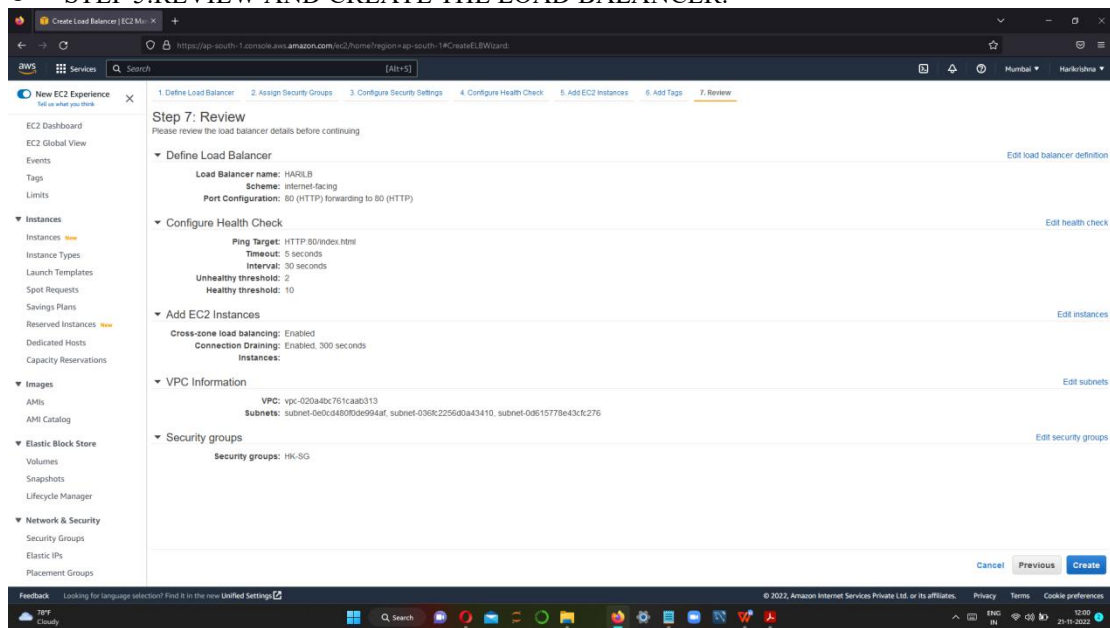 STEP 5:REVIEW AND CREATE THE LOAD BALANCER.
Create Load Balancer | EC2 Mar
https://ap-south-1.console.aws.amazon.com/ec2/home?region=ap-south-1#CreateELBWizard:
aws Services Search [Alt+S] Mumbai Harikrishna
New EC2 Experience
Tell us what you think
EC2 Dashboard
EC2 Global View
Events
Tags
Limits
Instances
Instances New
Instance Types
Launch Templates
Spot Requests
Savings Plans
Reserved Instances New
Dedicated Hosts
Capacity Reservations
Images
AMIs
AMI Catalog
Elastic Block Store
Volumes
Snapshots
Lifecycle Manager
Network & Security
Security Groups
Elastic IPs
Placement Groups
1. Define Load Balancer 2. Assign Security Groups 3. Configure Security Settings 4. Configure Health Check 5. Add EC2 Instances 6. Add Tags 7. Review
Step 7: Review
Please review the load balancer details before continuing
Define Load Balancer Edit load balancer definition
Load Balancer name: HARILB
Scheme: internet-facing
Port Configuration: 80 (HTTP) forwarding to 80 (HTTP)
Configure Health Check Edit health check
Ping Target: HTTP:80/index.html
Timeout: 5 seconds
Interval: 30 seconds
Unhealthy threshold: 2
Healthy threshold: 10
Add EC2 Instances Edit instances
Cross-zone load balancing: Enabled
Connection Draining: Enabled, 300 seconds
Instances:
VPC Information Edit subnets
VPC: vpc-020a4bc761caab313
Subnets: subnet-0e0cd480f0de994af, subnet-036fc2256d0a43410, subnet-0d615778e43cfc276
Security groups Edit security groups
Security groups: HK-SG
Cancel Previous Create
Feedback Looking for language selection? Find it in the new Unified Settings © 2022, Amazon Internet Services Private Ltd. or its affiliates. Privacy Terms Cookie preferences
78°F
Cloudy
Search
ENG
IN
12:00
21-11-2022